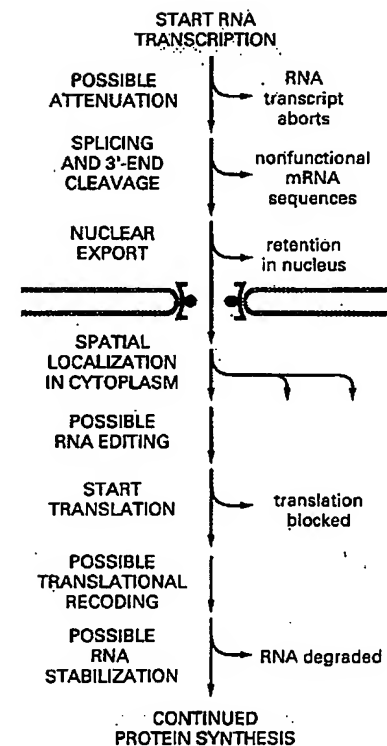 START RNA
TRANSCRIPTION
POSSIBLE
ATTENUATION
RNA
transcript
aborts
SPLICING
AND 3'-END
CLEAVAGE
nonfunctional
mRNA
sequences
NUCLEAR
EXPORT
retention
in nucleus
SPATIAL
LOCALIZATION
IN CYTOPLASM
POSSIBLE
RNA EDITING
START
TRANSLATION
translation
blocked
POSSIBLE
TRANSLATIONAL
RECODING
POSSIBLE
RNA
STABILIZATION
RNA degraded
CONTINUED
PROTEIN SYNTHESIS